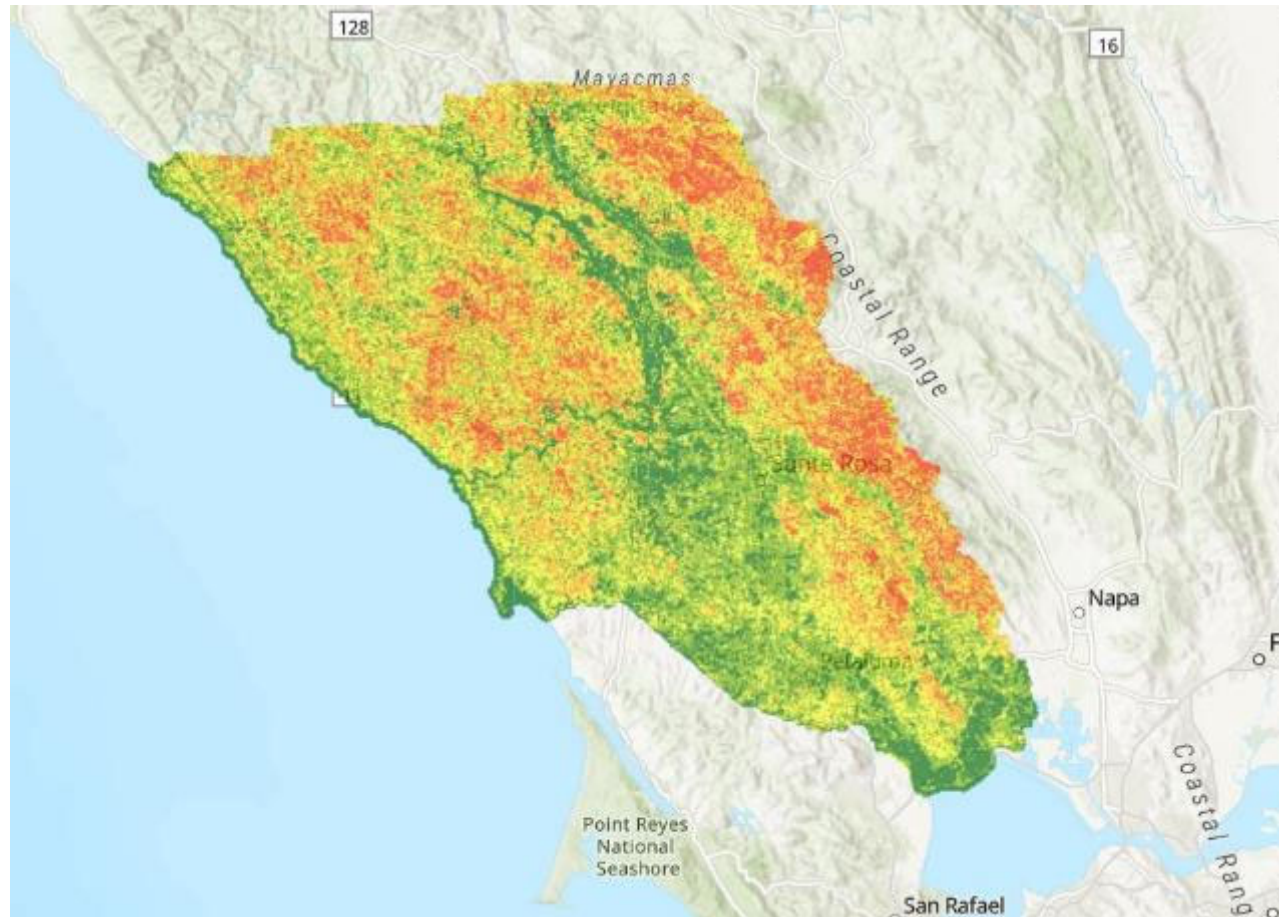 128
16
Mayacmas
Coastal Range
Santa Rosa
Napa
F
Petaluma
Point Reyes
National
Seashore
Coastal Rang
San Rafael